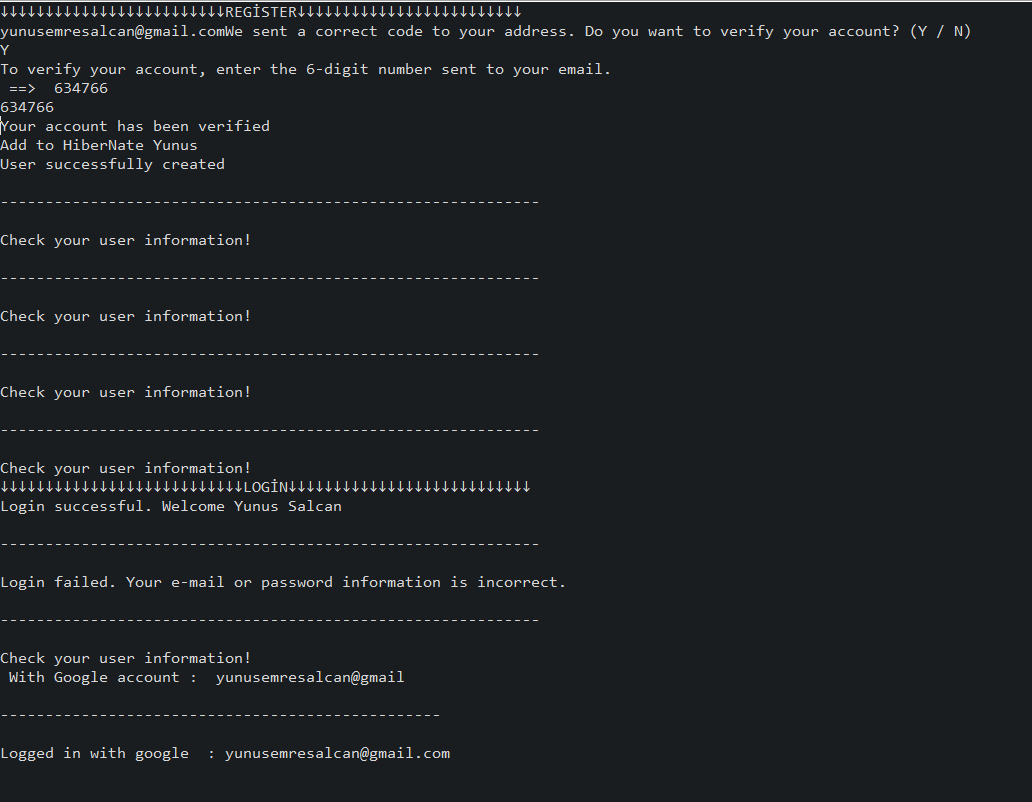 ↓↓↓↓↓↓↓↓↓↓↓↓↓↓↓↓↓↓↓↓↓↓↓↓↓REGİSTER↓↓↓↓↓↓↓↓↓↓↓↓↓↓↓↓↓↓↓↓↓↓↓↓↓
yunusemresalcan@gmail.comWe sent a correct code to your address. Do you want to verify your account? (Y / N)
Y
To verify your account, enter the 6-digit number sent to your email.
 ==>  634766
634766
Your account has been verified
Add to HiberNate Yunus
User successfully created
------------------------------------------------------------
Check your user information!
------------------------------------------------------------
Check your user information!
------------------------------------------------------------
Check your user information!
------------------------------------------------------------
Check your user information!
↓↓↓↓↓↓↓↓↓↓↓↓↓↓↓↓↓↓↓↓↓↓↓↓↓↓↓LOGİN↓↓↓↓↓↓↓↓↓↓↓↓↓↓↓↓↓↓↓↓↓↓↓↓↓↓↓
Login successful. Welcome Yunus Salcan
------------------------------------------------------------
Login failed. Your e-mail or password information is incorrect.
------------------------------------------------------------
Check your user information!
 With Google account :  yunusemresalcan@gmail
-------------------------------------------------
Logged in with google  : yunusemresalcan@gmail.com